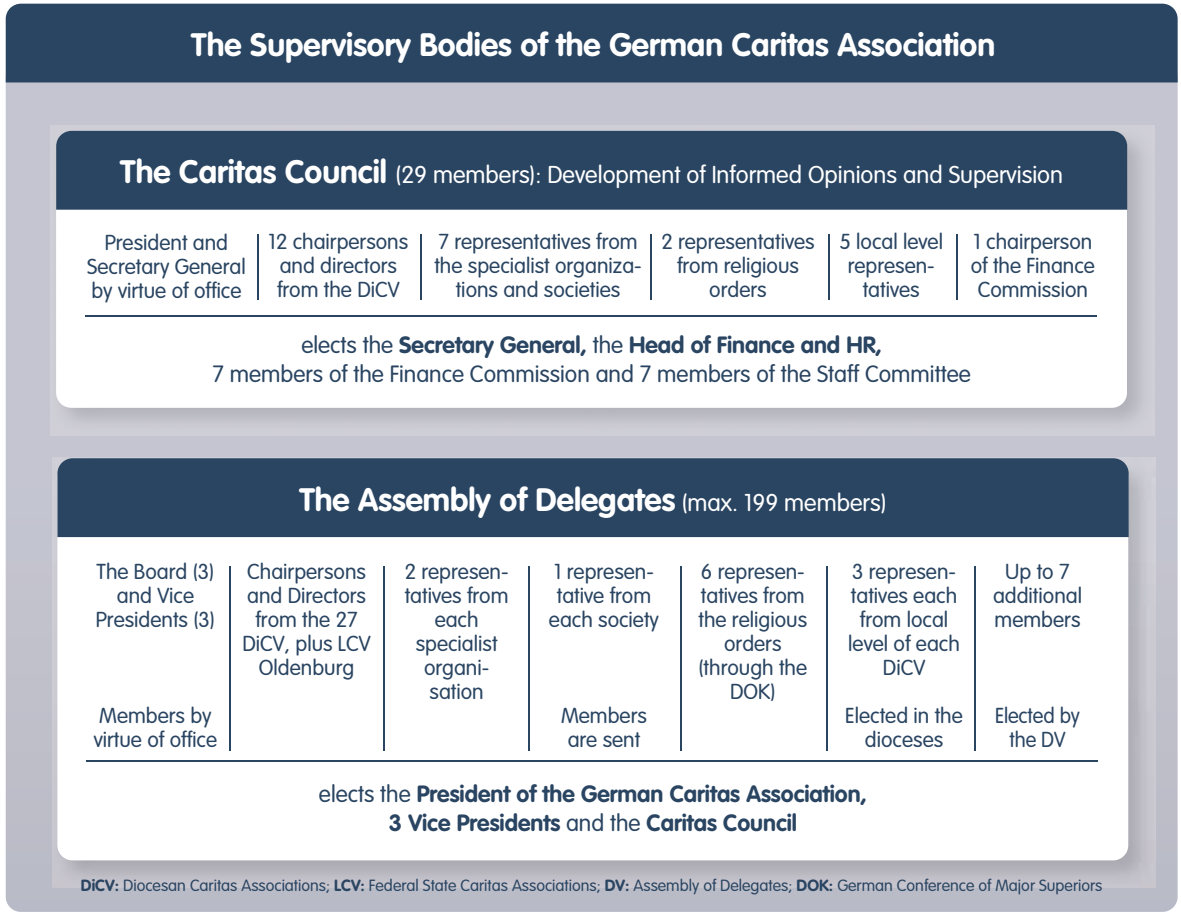 The Supervisory Bodies of the German Caritas Association
The Caritas Council (29 members): Development of Informed Opinions and Supervision
President and
Secretary General
by virtue of office
12 chairpersons
and directors
from the DiCV
7 representatives from
the specialist organiza-
tions and societies
2 representatives
from religious
orders
5 local level
represen-
tatives
1 chairperson
of the Finance
Commission
elects the Secretary General, the Head of Finance and HR,
7 members of the Finance Commission and 7 members of the Staff Committee
The Assembly of Delegates (max. 199 members)
The Board (3)
and Vice
Presidents (3)
Members by
virtue of office
Chairpersons
and Directors
from the 27
DiCV, plus LCV
Oldenburg
2 represen-
tatives from
each
specialist
organi-
sation
1 represen-
tative from
each society
Members
are sent
6 represen-
tatives from
the religious
orders
(through the
DOK)
3 represen-
tatives each
from local
level of each
DiCV
Elected in the
dioceses
Up to 7
additional
members
Elected by
the DV
elects the President of the German Caritas Association,
3 Vice Presidents and the Caritas Council
DiCV: Diocesan Caritas Associations; LCV: Federal State Caritas Associations; DV: Assembly of Delegates; DOK: German Conference of Major Superiors